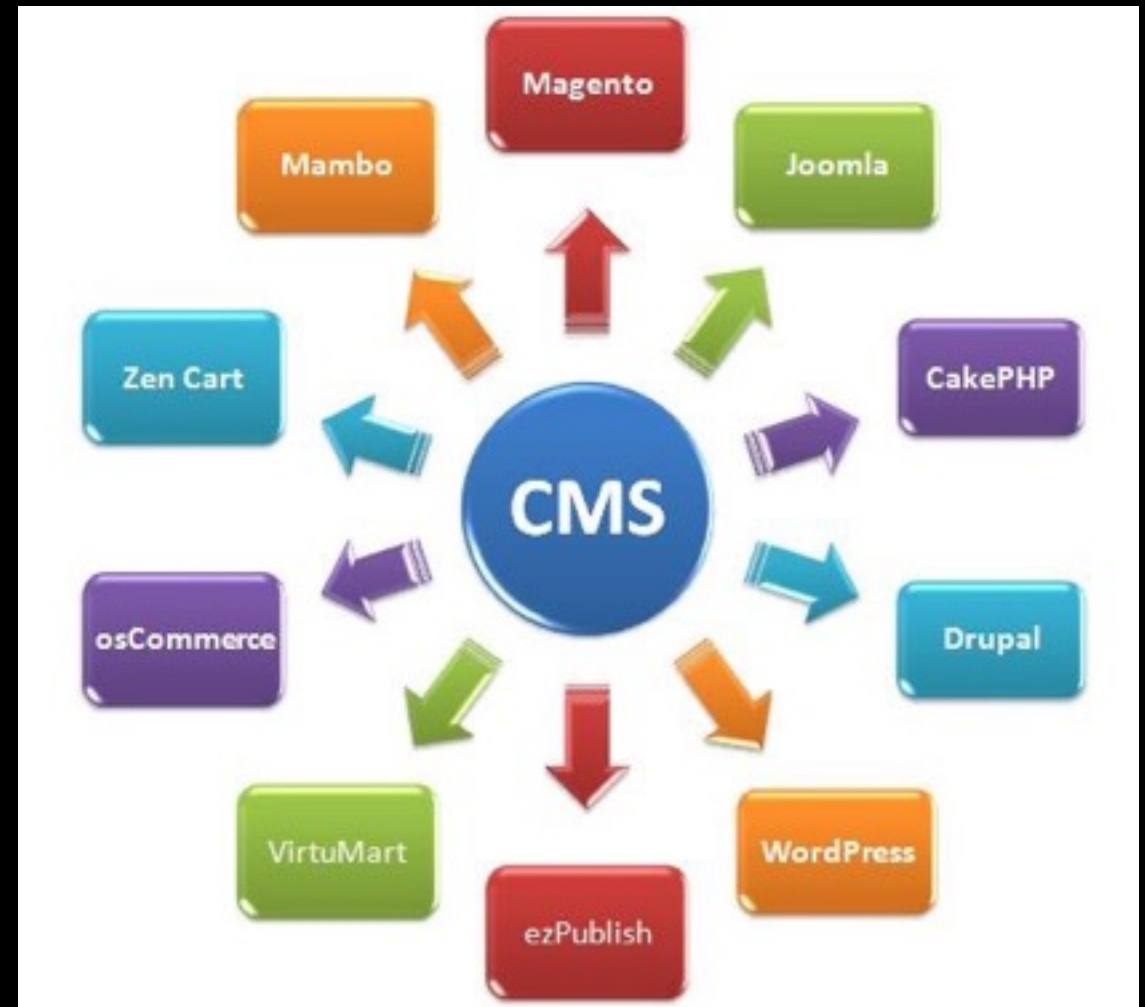 Magento
Mambo
Joomla
Zen Cart
CakePHP
CMS
osCommerce
Drupal
VirtuMart
WordPress
ezPublish